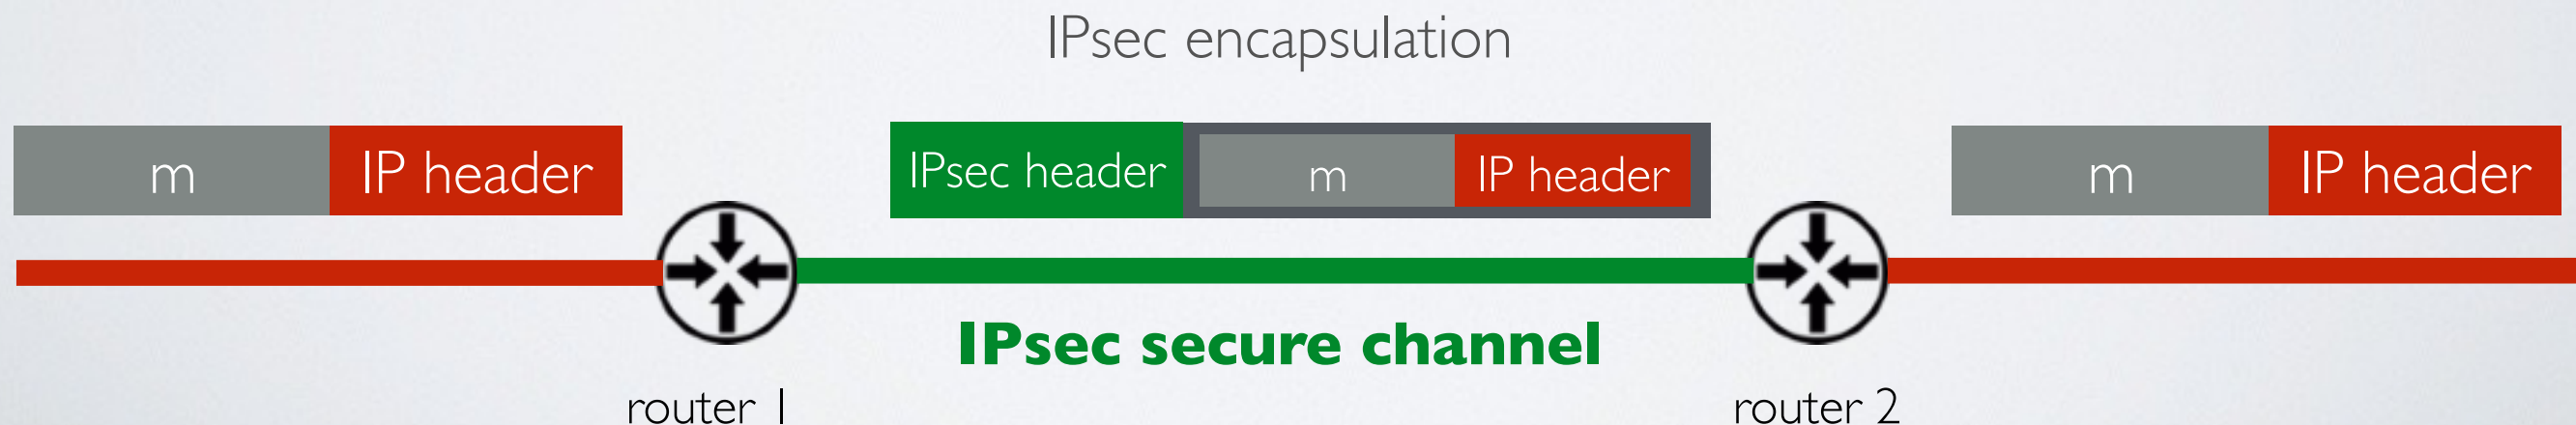 IPsec encapsulation
m IP header
IPsec header m IP header
m IP header
IPsec secure channel
router 1
router 2